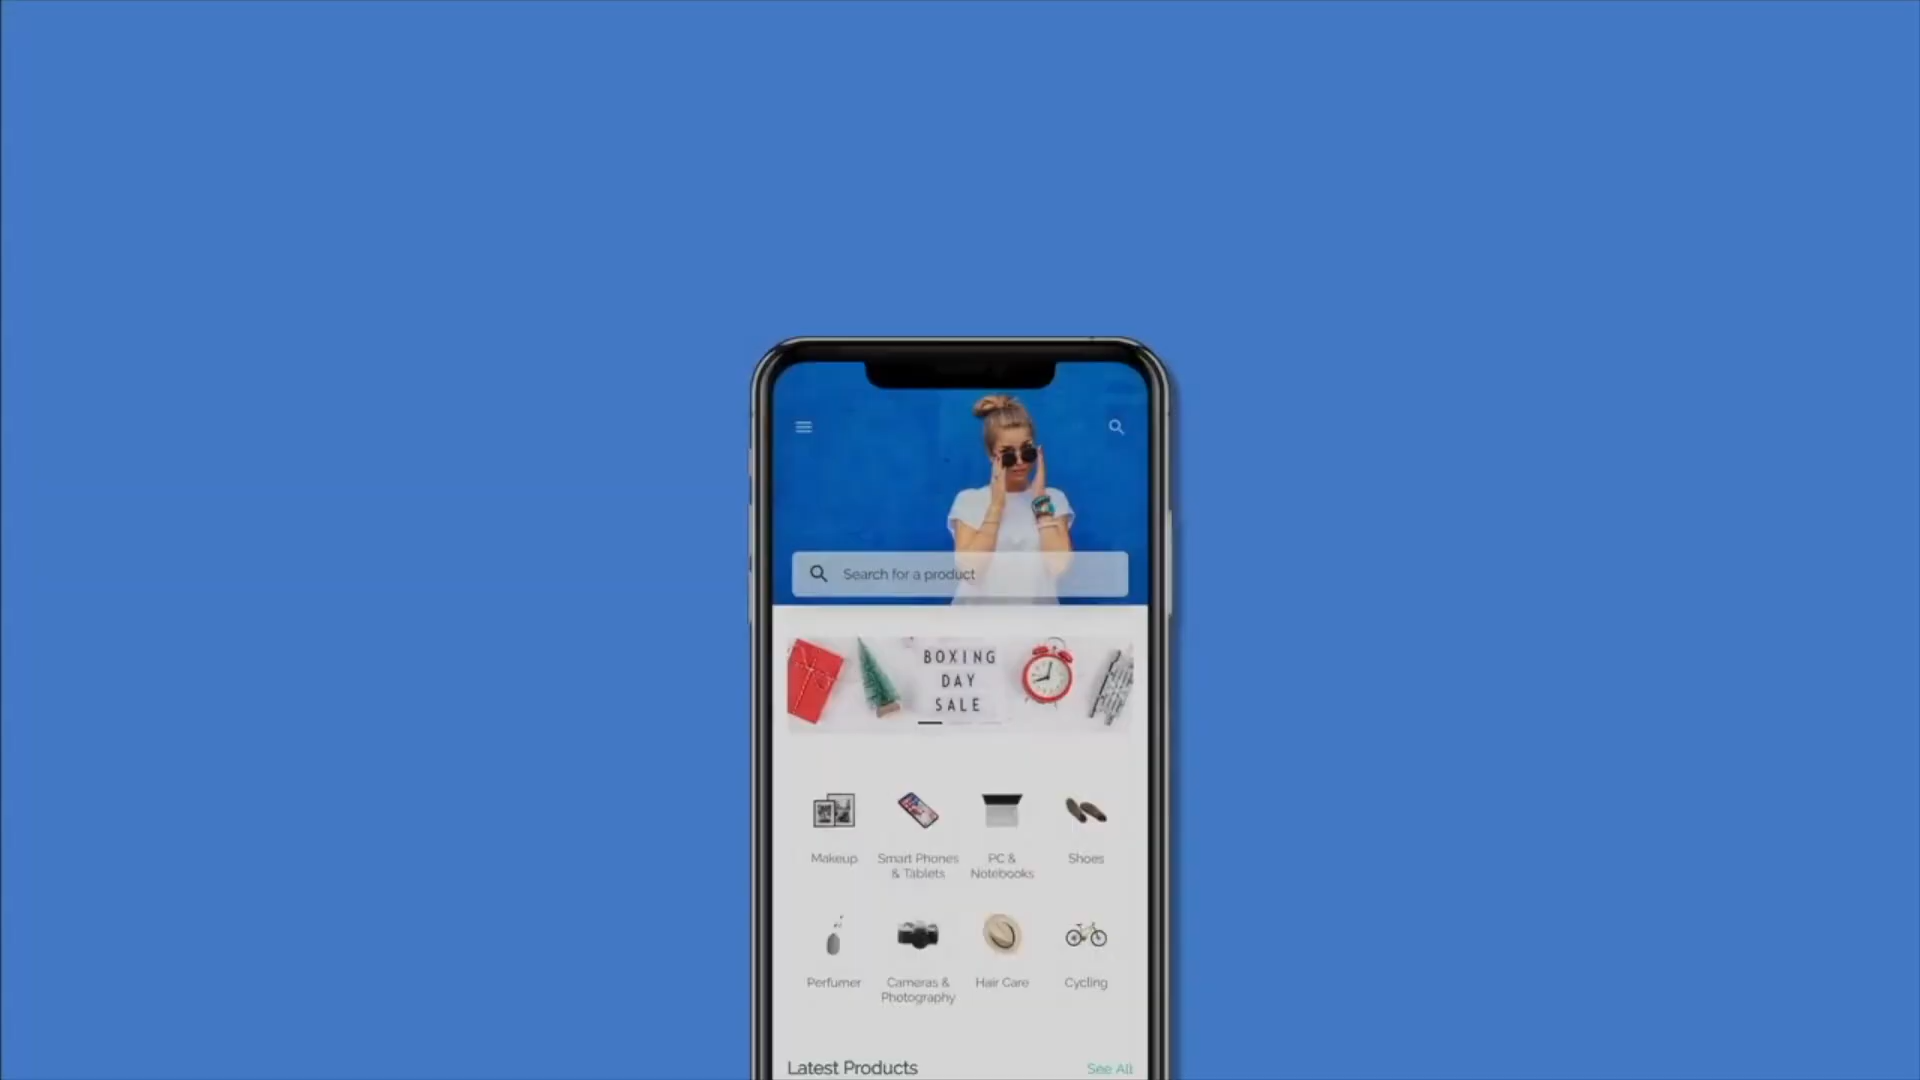 Search for a product
BOXING
DAY
SALE
Makeup
Smart Phones
& Tablets
PC &
Notebooks
Shoes
Perfumer
Cameras &
Photography
Hair Care
Cycling
Latest Products
See All